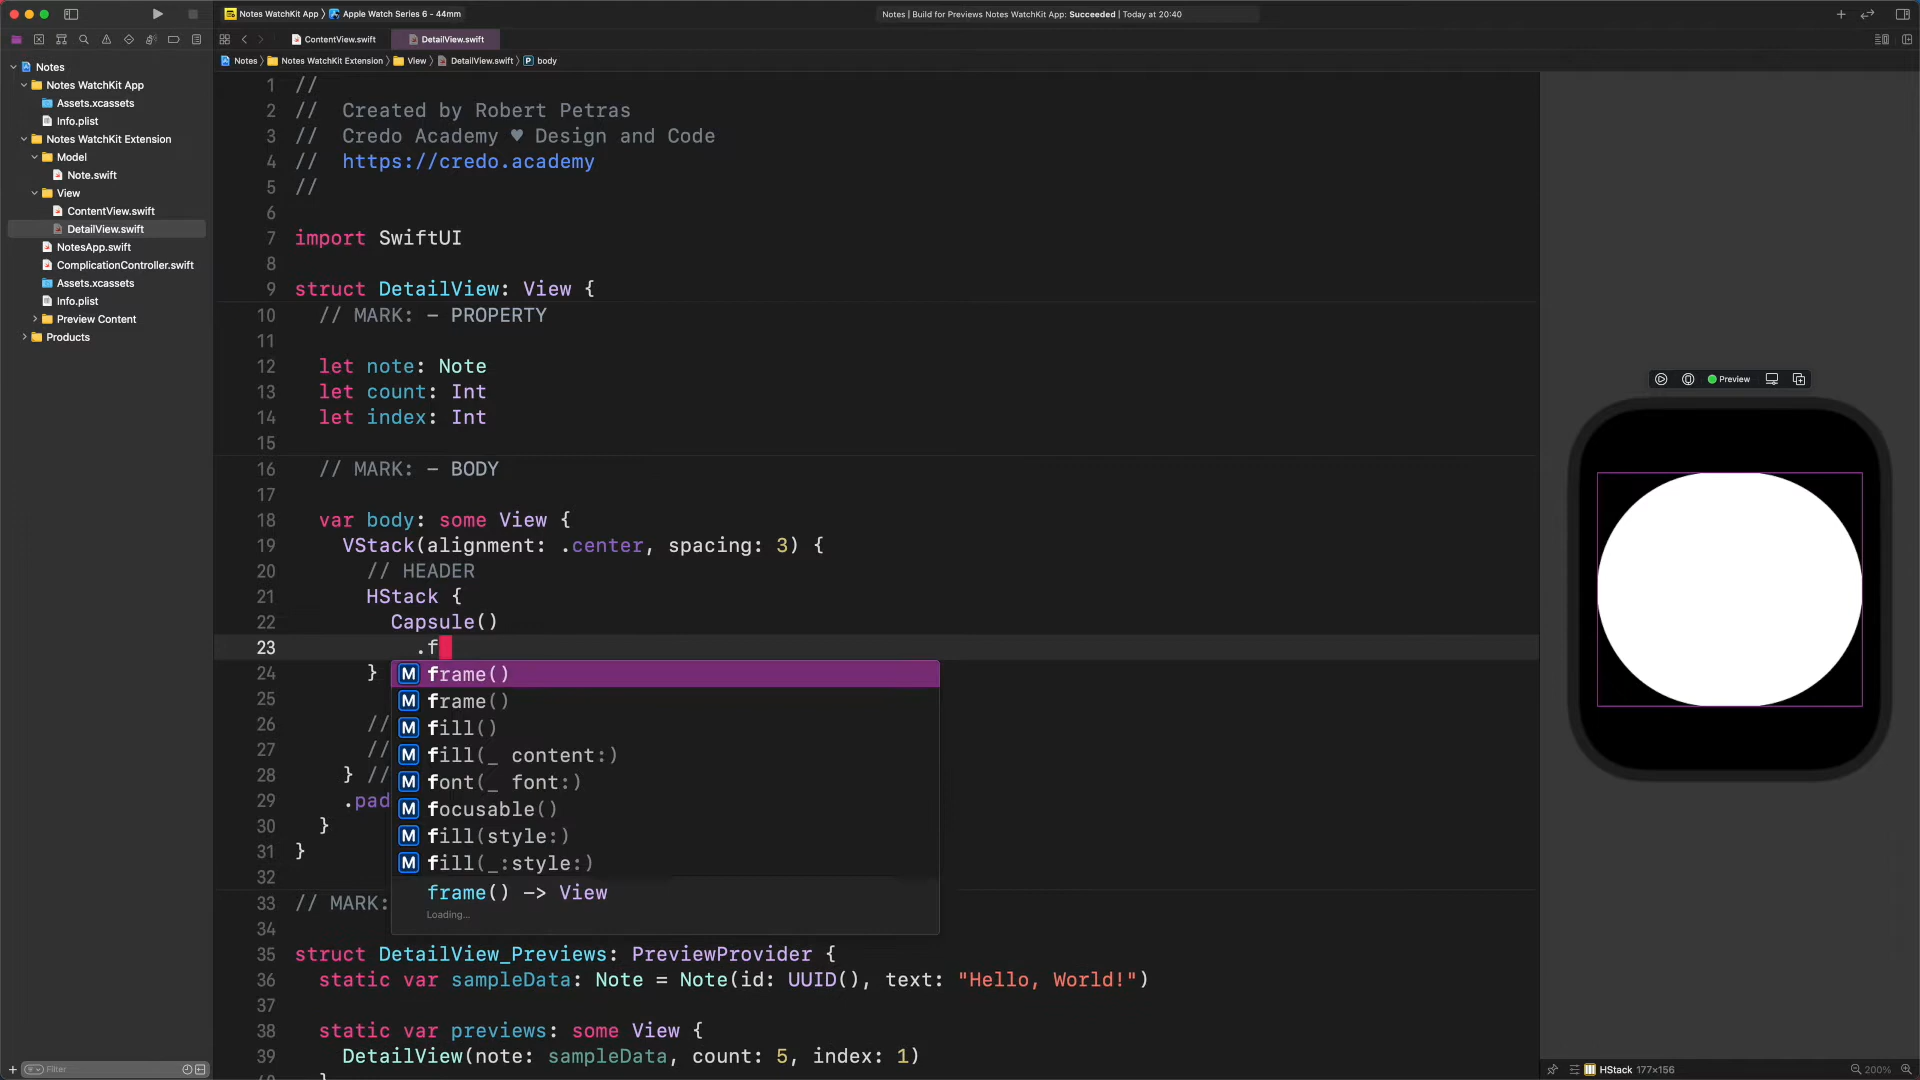 Notes WatchKit App
Apple Watch Series 6 - 44mm
Notes | Build for Previews Notes WatchKit App: Succeeded | Today at 20:40
ContentView.swift
DetailView.swift
Notes
Notes WatchKit Extension
View
DetailView.swift
P
body
Notes
Notes WatchKit App
Assets.xcassets
Info.plist
Notes WatchKit Extension
Model
Note.swift
View
ContentView.swift
DetailView.swift
NotesApp.swift
ComplicationController.swift
Assets.xcassets
Info.plist
Preview Content
Products
Filter
1 //
2 //  Created by Robert Petras
3 //  Credo Academy ♥ Design and Code
4 //  https://credo.academy
5 //
6
7 import SwiftUI
8
9 struct DetailView: View {
10 // MARK: - PROPERTY
11
12 let note: Note
13 let count: Int
14 let index: Int
15
16 // MARK: - BODY
17
18 var body: some View {
19 VStack(alignment: .center, spacing: 3) {
20 // HEADER
21 HStack {
22 Capsule()
23 .f
24 }
25
26 //
27 //
28 } //
29 .pad
30 }
31 }
32
33 // MARK:
34
35 struct DetailView_Previews: PreviewProvider {
36 static var sampleData: Note = Note(id: UUID(), text: "Hello, World!")
37
38 static var previews: some View {
39 DetailView(note: sampleData, count: 5, index: 1)
}
M frame()
M frame()
M fill()
M fill(_ content:)
M font(_ font:)
M focusable()
M fill(style:)
M fill(_:style:)
frame() -> View
Loading...
Preview
HStack 177×156
200%